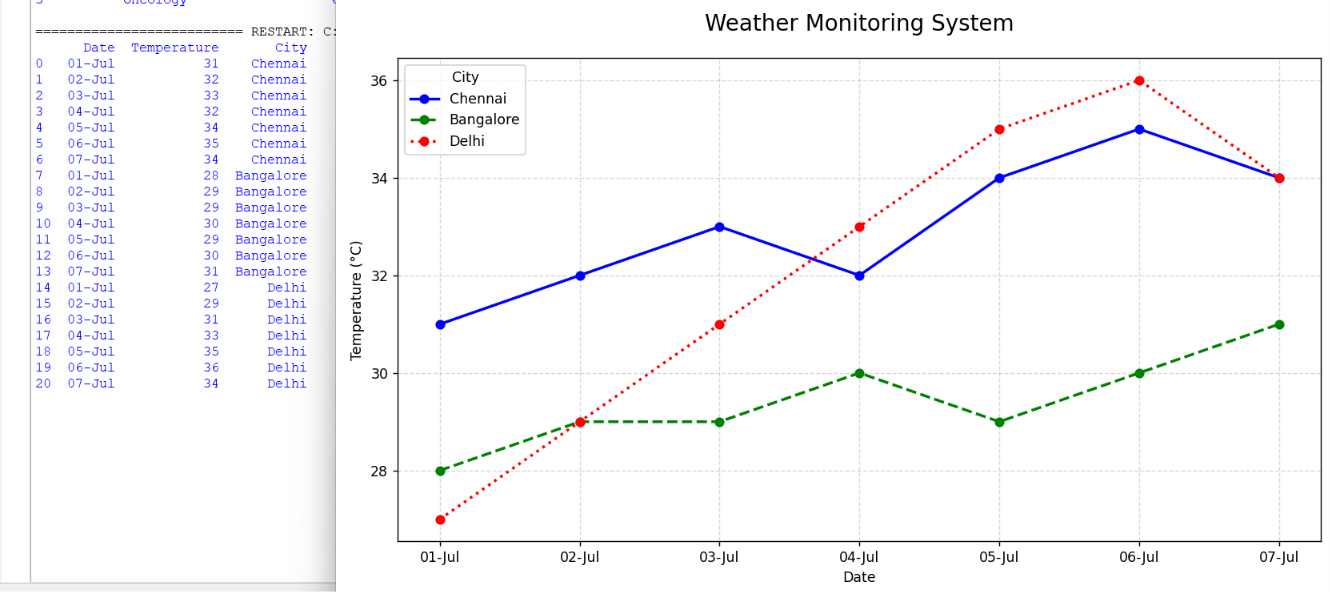 3 Oncology
========================== RESTART: C:
Date Temperature City
0 01-Jul 31 Chennai
1 02-Jul 32 Chennai
2 03-Jul 33 Chennai
3 04-Jul 32 Chennai
4 05-Jul 34 Chennai
5 06-Jul 35 Chennai
6 07-Jul 34 Chennai
7 01-Jul 28 Bangalore
8 02-Jul 29 Bangalore
9 03-Jul 29 Bangalore
10 04-Jul 30 Bangalore
11 05-Jul 29 Bangalore
12 06-Jul 30 Bangalore
13 07-Jul 31 Bangalore
14 01-Jul 27 Delhi
15 02-Jul 29 Delhi
16 03-Jul 31 Delhi
17 04-Jul 33 Delhi
18 05-Jul 35 Delhi
19 06-Jul 36 Delhi
20 07-Jul 34 Delhi
Weather Monitoring System
City
Chennai
Bangalore
Delhi
Temperature (°C)
36
34
32
30
28
01-Jul 02-Jul 03-Jul 04-Jul 05-Jul 06-Jul 07-Jul
Date